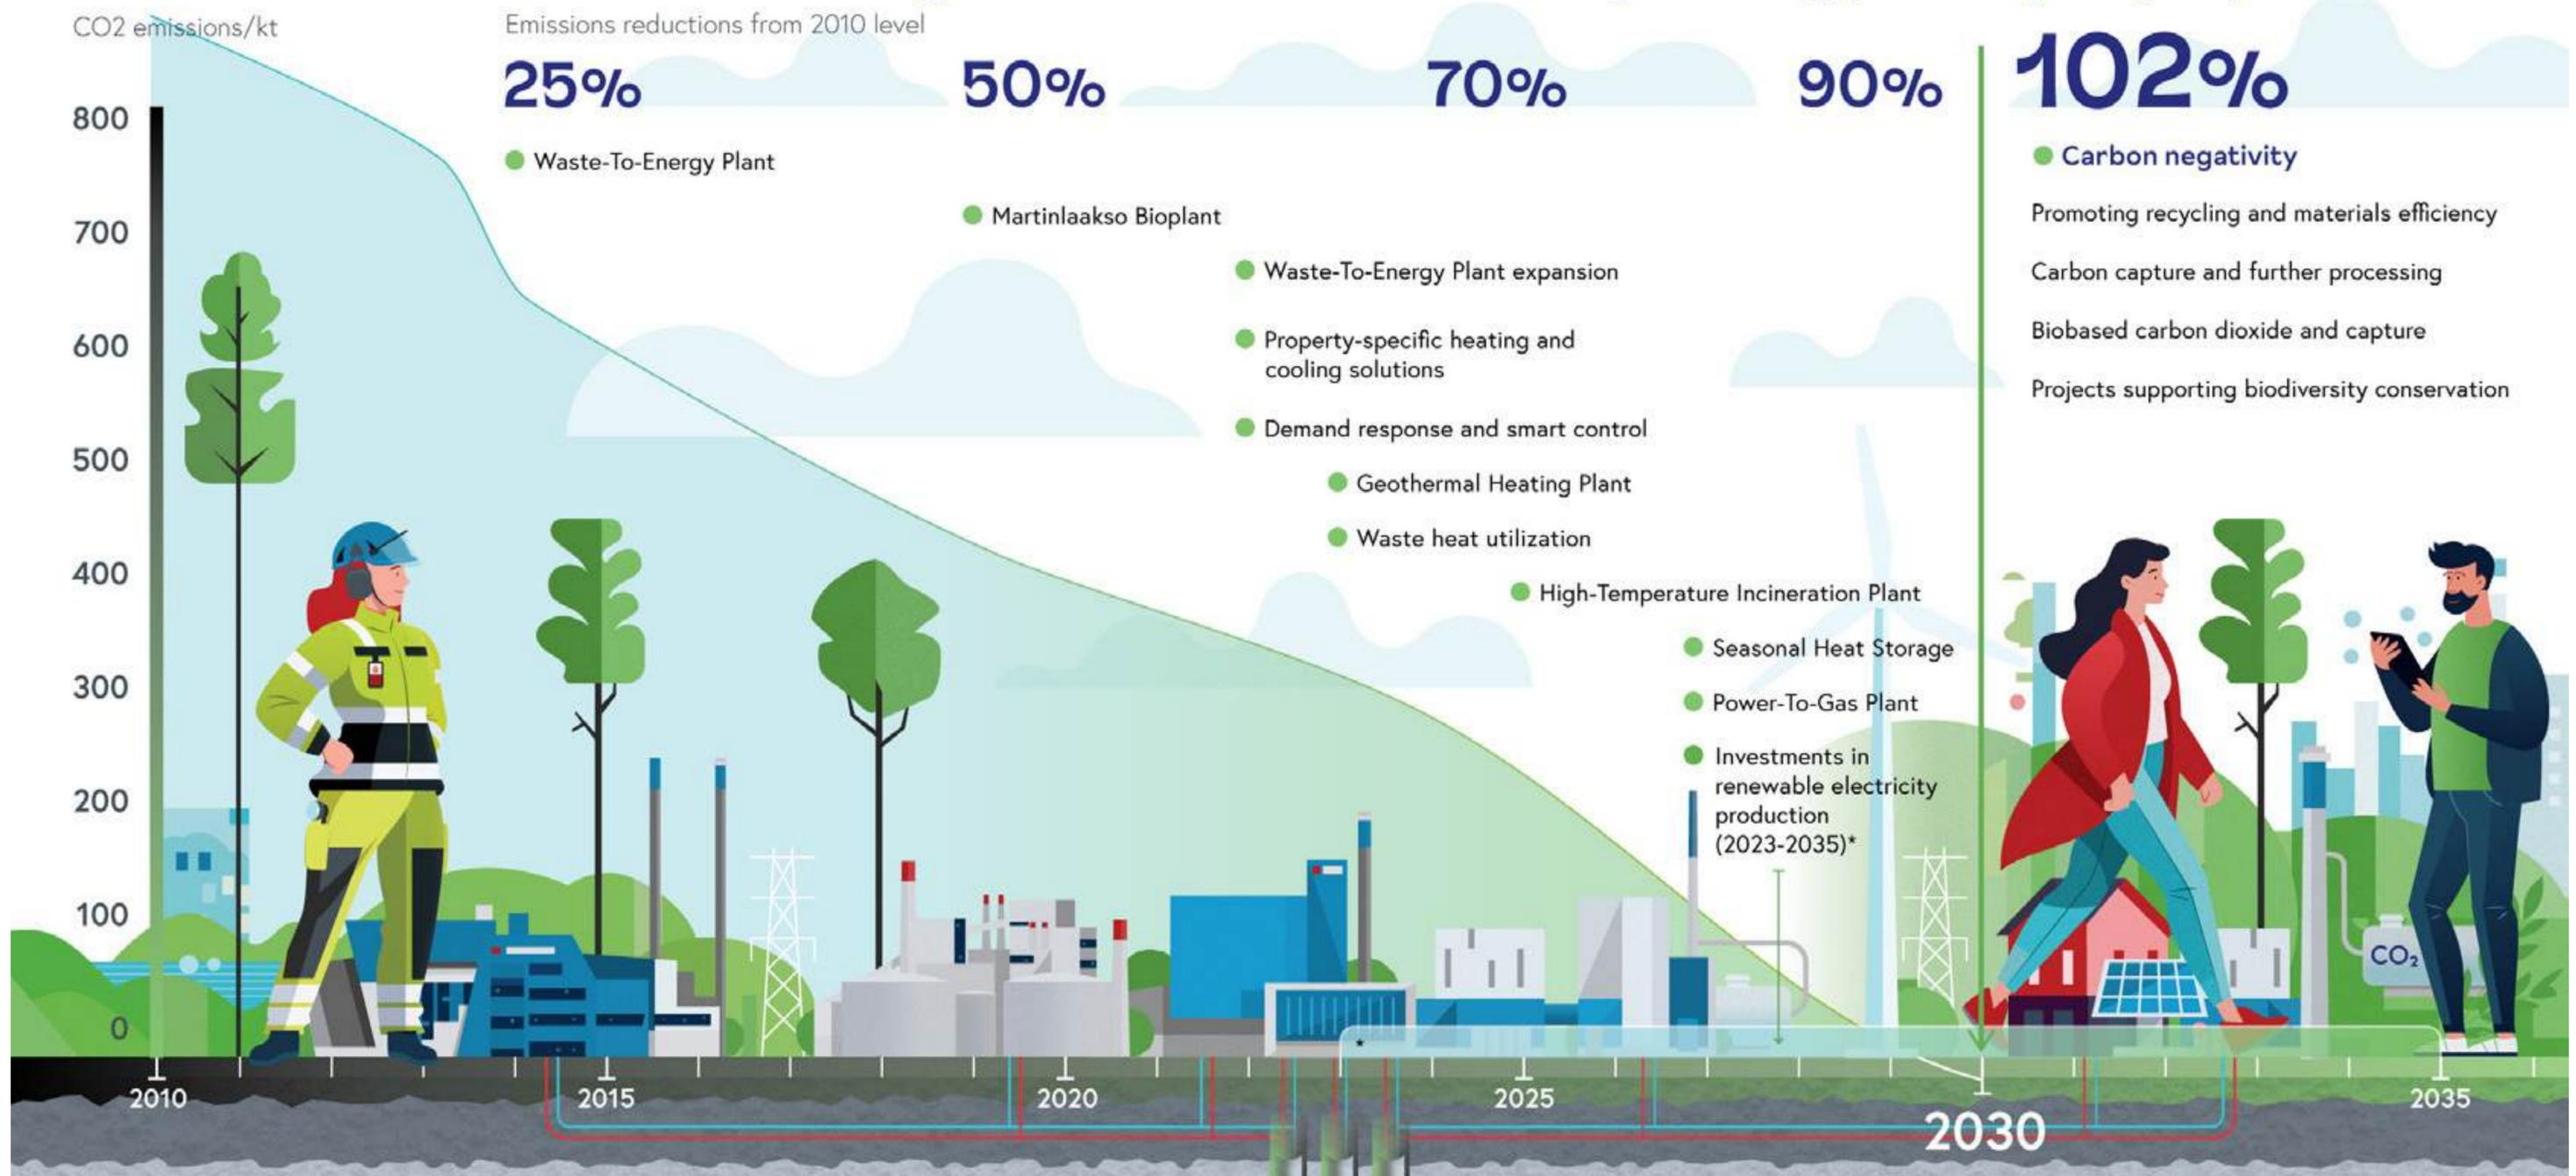 CO2 emissions/kt
Emissions reductions from 2010 level
25%
50%
70%
90%
102%
800
700
600
500
400
300
200
100
0
Waste-To-Energy Plant
Martinlaakso Bioplant
Waste-To-Energy Plant expansion
Property-specific heating and
cooling solutions
Demand response and smart control
Geothermal Heating Plant
Waste heat utilization
High-Temperature Incineration Plant
Seasonal Heat Storage
Power-To-Gas Plant
Investments in
renewable electricity
production
(2023-2035)*
Carbon negativity
Promoting recycling and materials efficiency
Carbon capture and further processing
Biobased carbon dioxide and capture
Projects supporting biodiversity conservation
CO₂
*
2010
2015
2020
2025
2030
2035